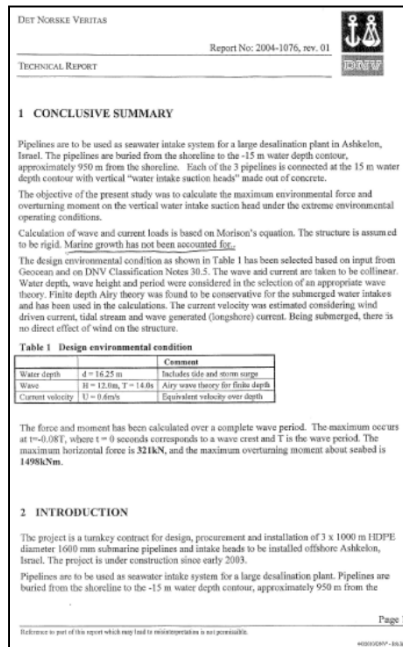 DET NORSKE VERITAS
Report No: 2004-1076, rev. 01
TECHNICAL REPORT
DNV
1 CONCLUSIVE SUMMARY
Pipelines are to be used as seawater intake system for a large desalination plant in Ashkelon,
Israel. The pipelines are buried from the shoreline to the -15 m water depth contour,
approximately 950 m from the shoreline. Each of the 3 pipelines is connected at the 15 m water
depth contour with vertical "water intake suction heads" made out of concrete.
The objective of the present study was to calculate the maximum environmental force and
overturning moment on the vertical water intake suction head under the extreme environmental
operating conditions.
Calculation of wave and current loads is based on Morison's equation. The structure is assumed
to be rigid. Marine growth has not been accounted for..
The design environmental condition as shown in Table 1 has been selected based on input from
Geocean and on DNV Classification Notes 30.5. The wave and current are taken to be collinear.
Water depth, wave height and period were considered in the selection of an appropriate wave
theory. Finite depth Airy theory was found to be conservative for the submerged water intakes
and has been used in the calculations. The current velocity was estimated considering wind
driven current, tidal stream and wave generated (longshore) current. Being submerged, there is
no direct effect of wind on the structure.
Table 1 Design environmental condition
Comment
Water depth d = 16.25 m Includes tide and storm surge
Wave H = 12.0m, T = 14.0s Airy wave theory for finite depth
Current velocity U = 0.6m/s Equivalent velocity over depth
The force and moment has been calculated over a complete wave period. The maximum occurs
at t=-0.08T, where t = 0 seconds corresponds to a wave crest and T is the wave period. The
maximum horizontal force is 321kN, and the maximum overturning moment about seabed is
1498kNm.
2 INTRODUCTION
The project is a turnkey contract for design, procurement and installation of 3 x 1000 m HDPE
diameter 1600 mm submarine pipelines and intake heads to be installed offshore Ashkelon,
Israel. The project is under construction since early 2003.
Pipelines are to be used as seawater intake system for a large desalination plant. Pipelines are
buried from the shoreline to the -15 m water depth contour, approximately 950 m from the
Page
Reference to part of this report which may lead to misinterpretation is not permissible.